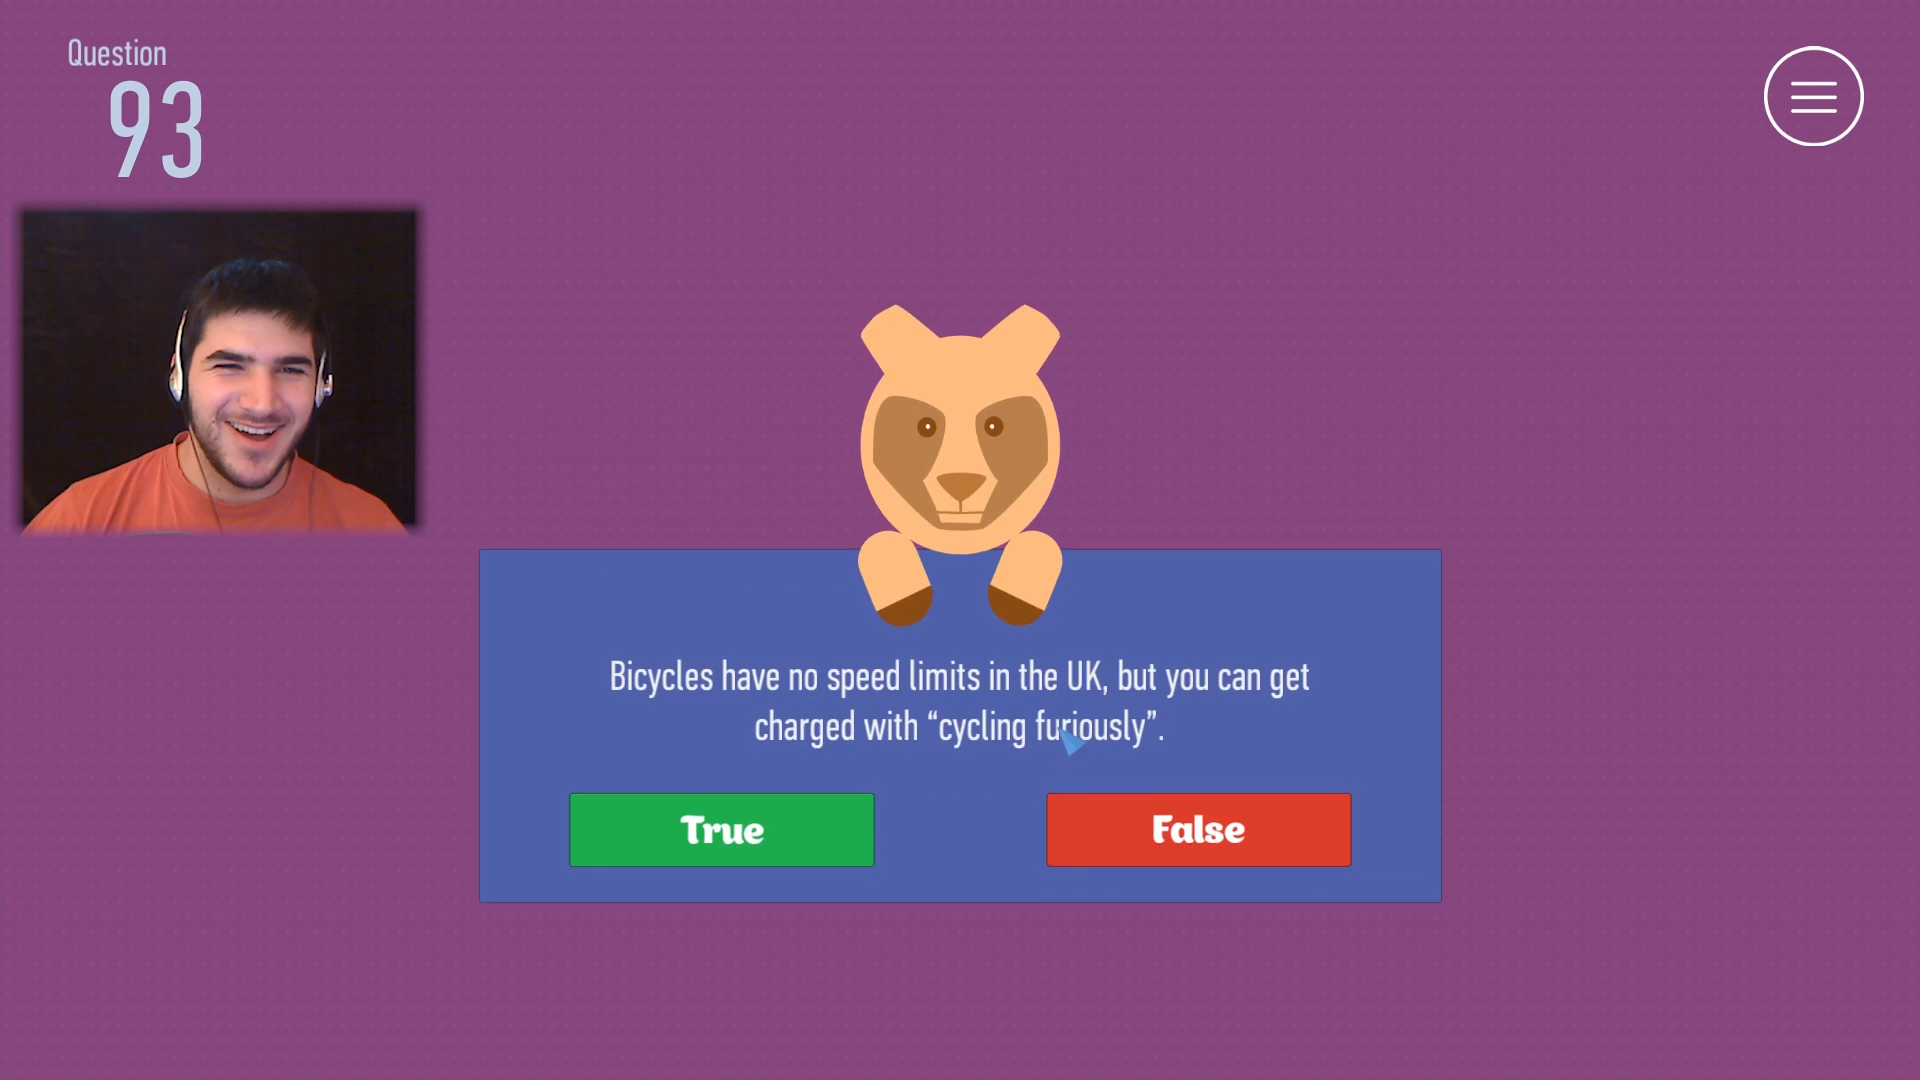 Question
93
Bicycles have no speed limits in the UK, but you can get
charged with “cycling furiously”.
True
False